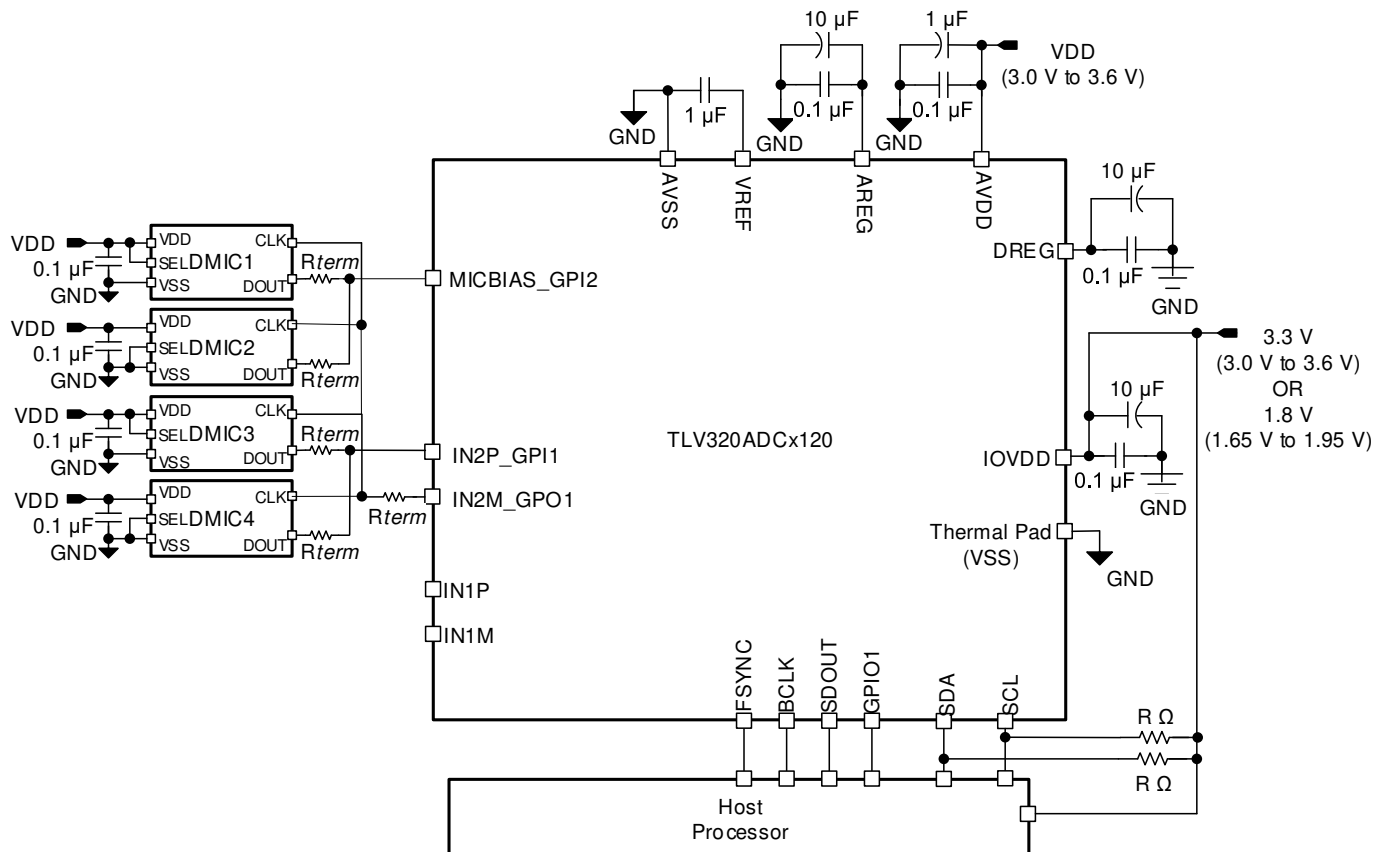 10 µF
1 µF
VDD
(3.0 V to 3.6 V)
0.1 µF
0.1 µF
1 µF
GND
GND
GND
AVSS
VREF
AREG
AVDD
10 µF
DREG
0.1 µF
GND
VDD
0.1 µF
GND
VDD
SEL
VSS
DMIC1
CLK
DOUT
Rterm
MICBIAS_GPI2
VDD
0.1 µF
GND
VDD
SEL
VSS
DMIC2
CLK
DOUT
Rterm
VDD
0.1 µF
GND
VDD
SEL
VSS
DMIC3
CLK
DOUT
Rterm
IN2P_GPI1
VDD
0.1 µF
GND
VDD
SEL
VSS
DMIC4
CLK
DOUT
Rterm
Rterm
IN2M_GPO1
IN1P
IN1M
TLV320ADCx120
3.3 V
(3.0 V to 3.6 V)
OR
1.8 V
(1.65 V to 1.95 V)
10 µF
IOVDD
0.1 µF
GND
Thermal Pad
(VSS)
GND
FSYNC
BCLK
SDOUT
GPIO1
SDA
SCL
R Ω
R Ω
Host
Processor